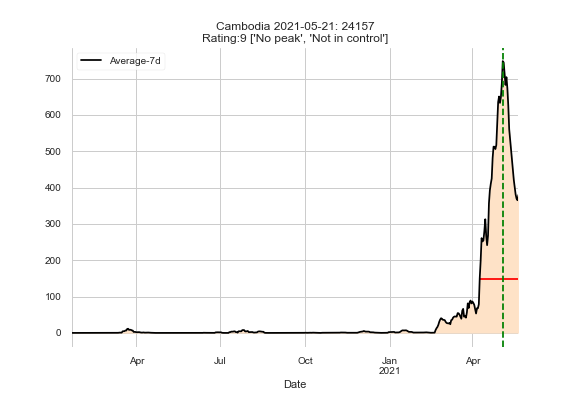 Cambodia 2021-05-21: 24157
Rating:9 ['No peak', 'Not in control']
Average-7d
700
600
500
400
300
200
100
0
Apr Jul Oct Jan Apr
2021
Date